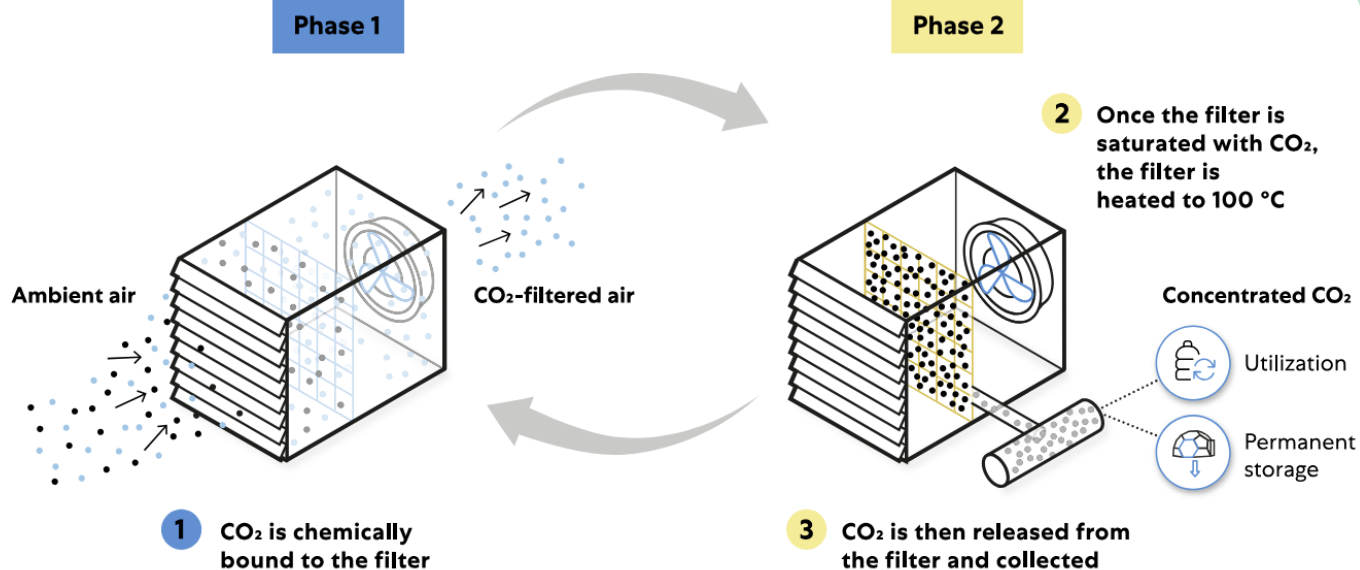 Phase 1
Phase 2
2
Once the filter is
saturated with CO₂,
the filter is
heated to 100 °C
Ambient air
CO₂-filtered air
Concentrated CO₂
Utilization
Permanent
storage
1
CO₂ is chemically
bound to the filter
3
CO₂ is then released from
the filter and collected